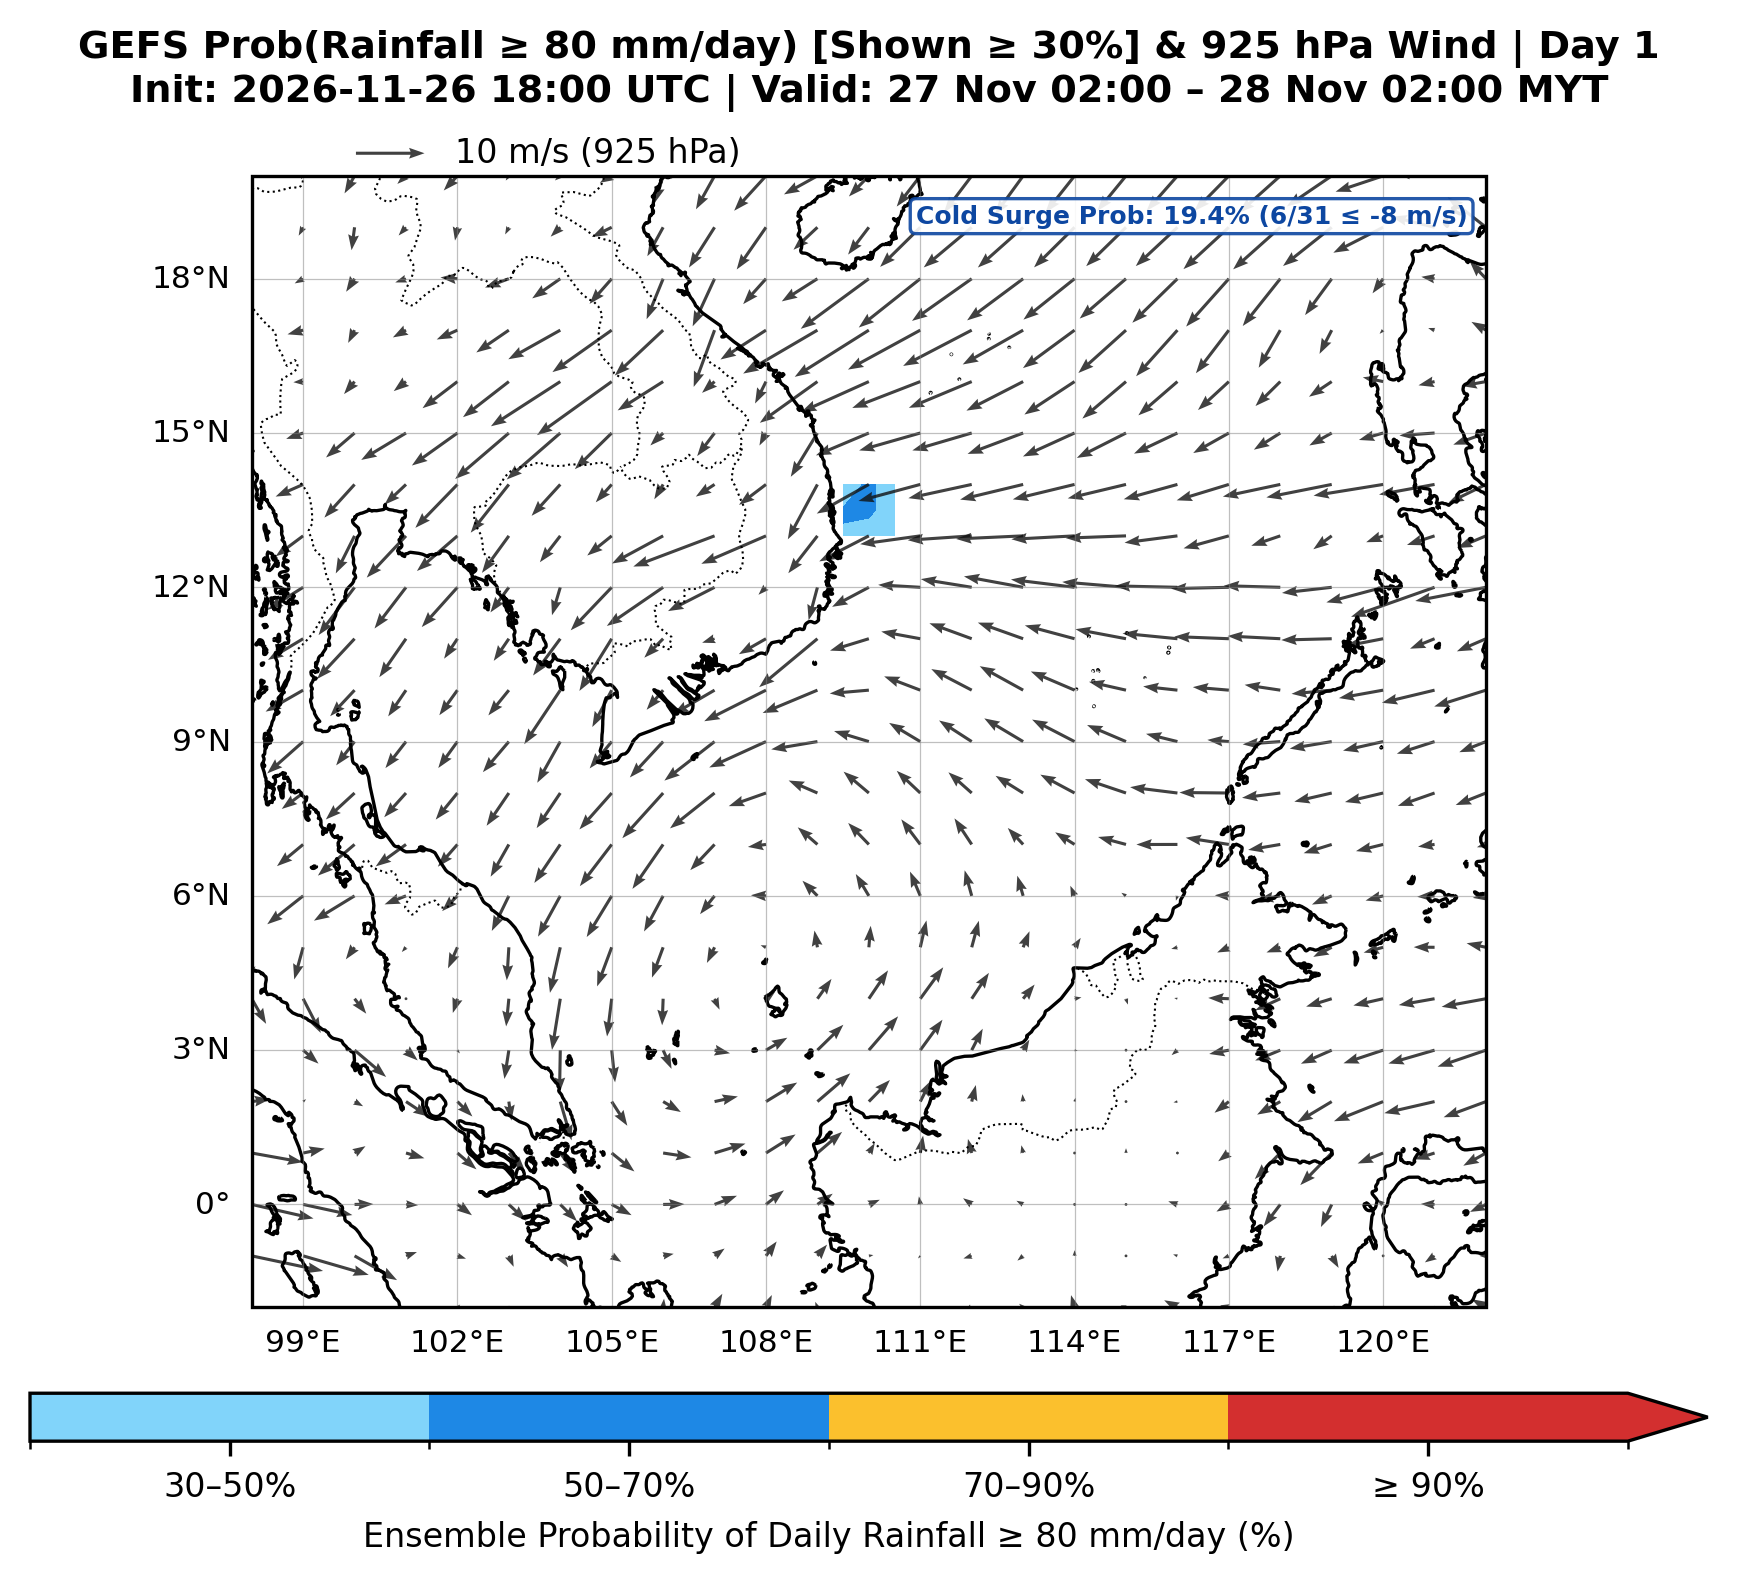 GEFS Prob(Rainfall ≥ 80 mm/day) [Shown ≥ 30%] & 925 hPa Wind | Day 1
Init: 2026-11-26 18:00 UTC | Valid: 27 Nov 02:00 – 28 Nov 02:00 MYT
10 m/s (925 hPa)
Cold Surge Prob: 19.4% (6/31 ≤ -8 m/s)
18°N
15°N
12°N
9°N
6°N
3°N
0°
99°E 102°E 105°E 108°E 111°E 114°E 117°E 120°E
30–50% 50–70% 70–90% ≥ 90%
Ensemble Probability of Daily Rainfall ≥ 80 mm/day (%)